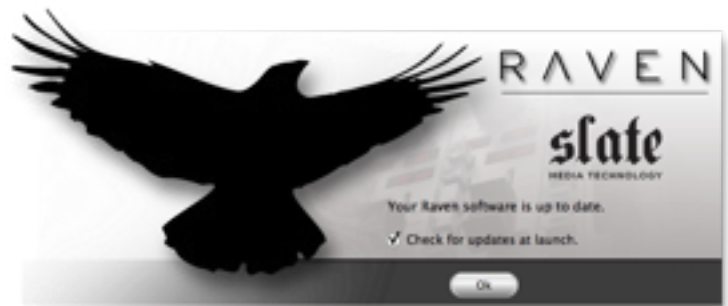 RAVEN
slate
MEDIA TECHNOLOGY
Your Raven software is up to date.
Check for updates at launch.
Ok